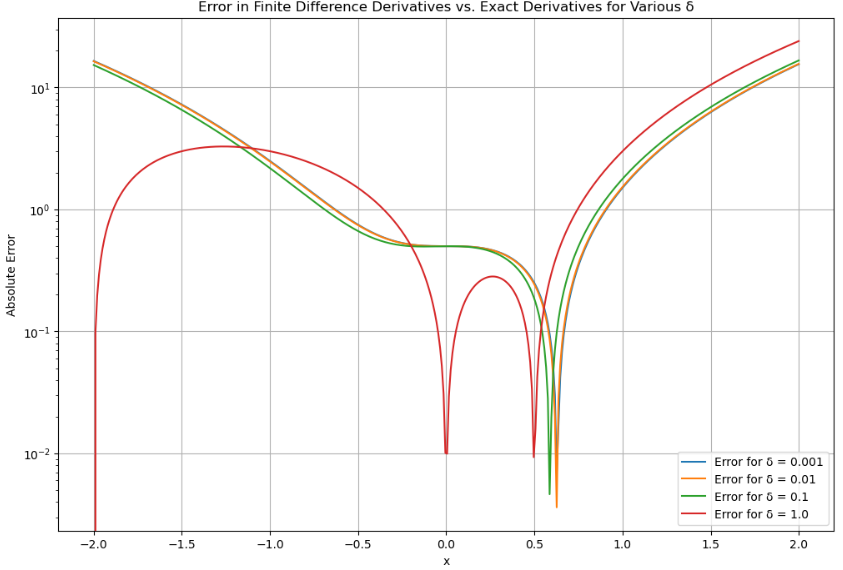 Error in Finite Difference Derivatives vs. Exact Derivatives for Various δ
Absolute Error
10¹
10⁰
10⁻¹
10⁻²
−2.0 −1.5 −1.0 −0.5 0.0 0.5 1.0 1.5 2.0
x
Error for δ = 0.001
Error for δ = 0.01
Error for δ = 0.1
Error for δ = 1.0